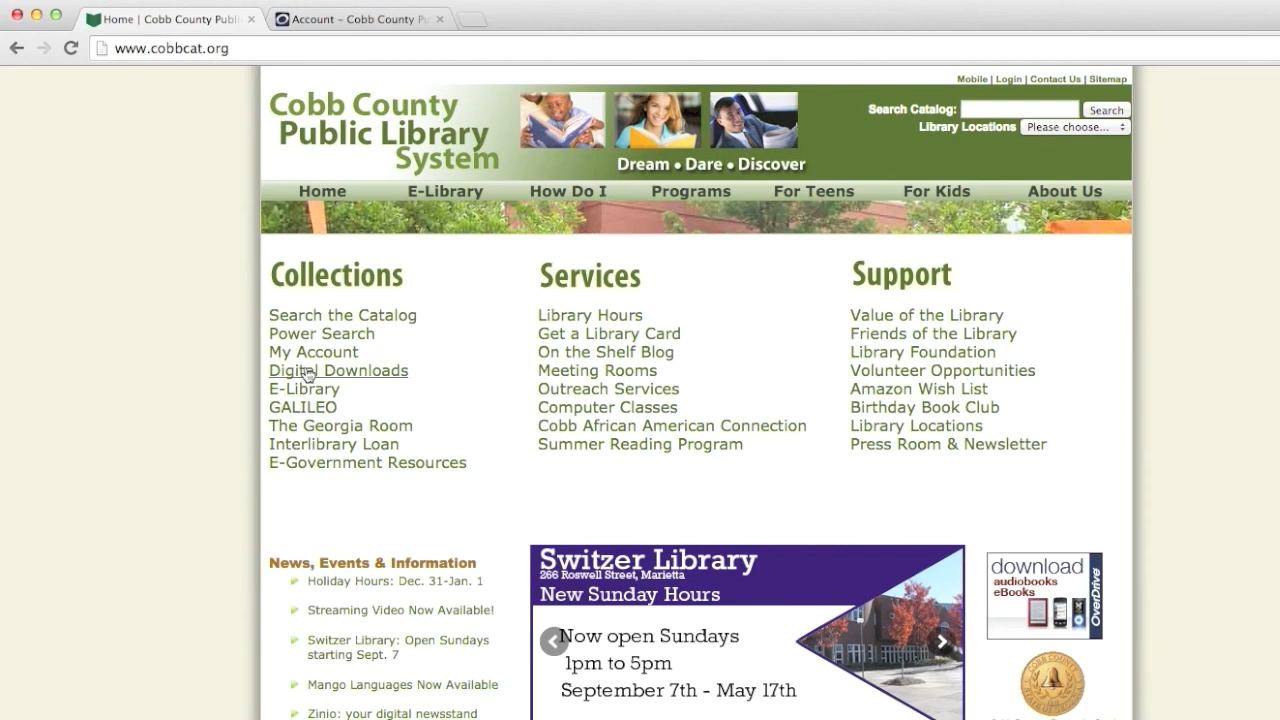 Home | Cobb County Publi
Account – Cobb County Pu
www.cobbcat.org
Mobile | Login | Contact Us | Sitemap
Cobb County
Public Library
System
Search Catalog:
Search
Library Locations
Please choose...
Dream • Dare • Discover
Home
E-Library
How Do I
Programs
For Teens
For Kids
About Us
Collections
Search the Catalog
Power Search
My Account
Digital Downloads
E-Library
GALILEO
The Georgia Room
Interlibrary Loan
E-Government Resources
Services
Library Hours
Get a Library Card
On the Shelf Blog
Meeting Rooms
Outreach Services
Computer Classes
Cobb African American Connection
Summer Reading Program
Support
Value of the Library
Friends of the Library
Library Foundation
Volunteer Opportunities
Amazon Wish List
Birthday Book Club
Library Locations
Press Room & Newsletter
News, Events & Information
Holiday Hours: Dec. 31-Jan. 1
Streaming Video Now Available!
Switzer Library: Open Sundays
starting Sept. 7
Mango Languages Now Available
Zinio: your digital newsstand
Switzer Library
266 Roswell Street, Marietta
New Sunday Hours
Now open Sundays
1pm to 5pm
September 7th - May 17th
download
audiobooks
eBooks
OverDrive